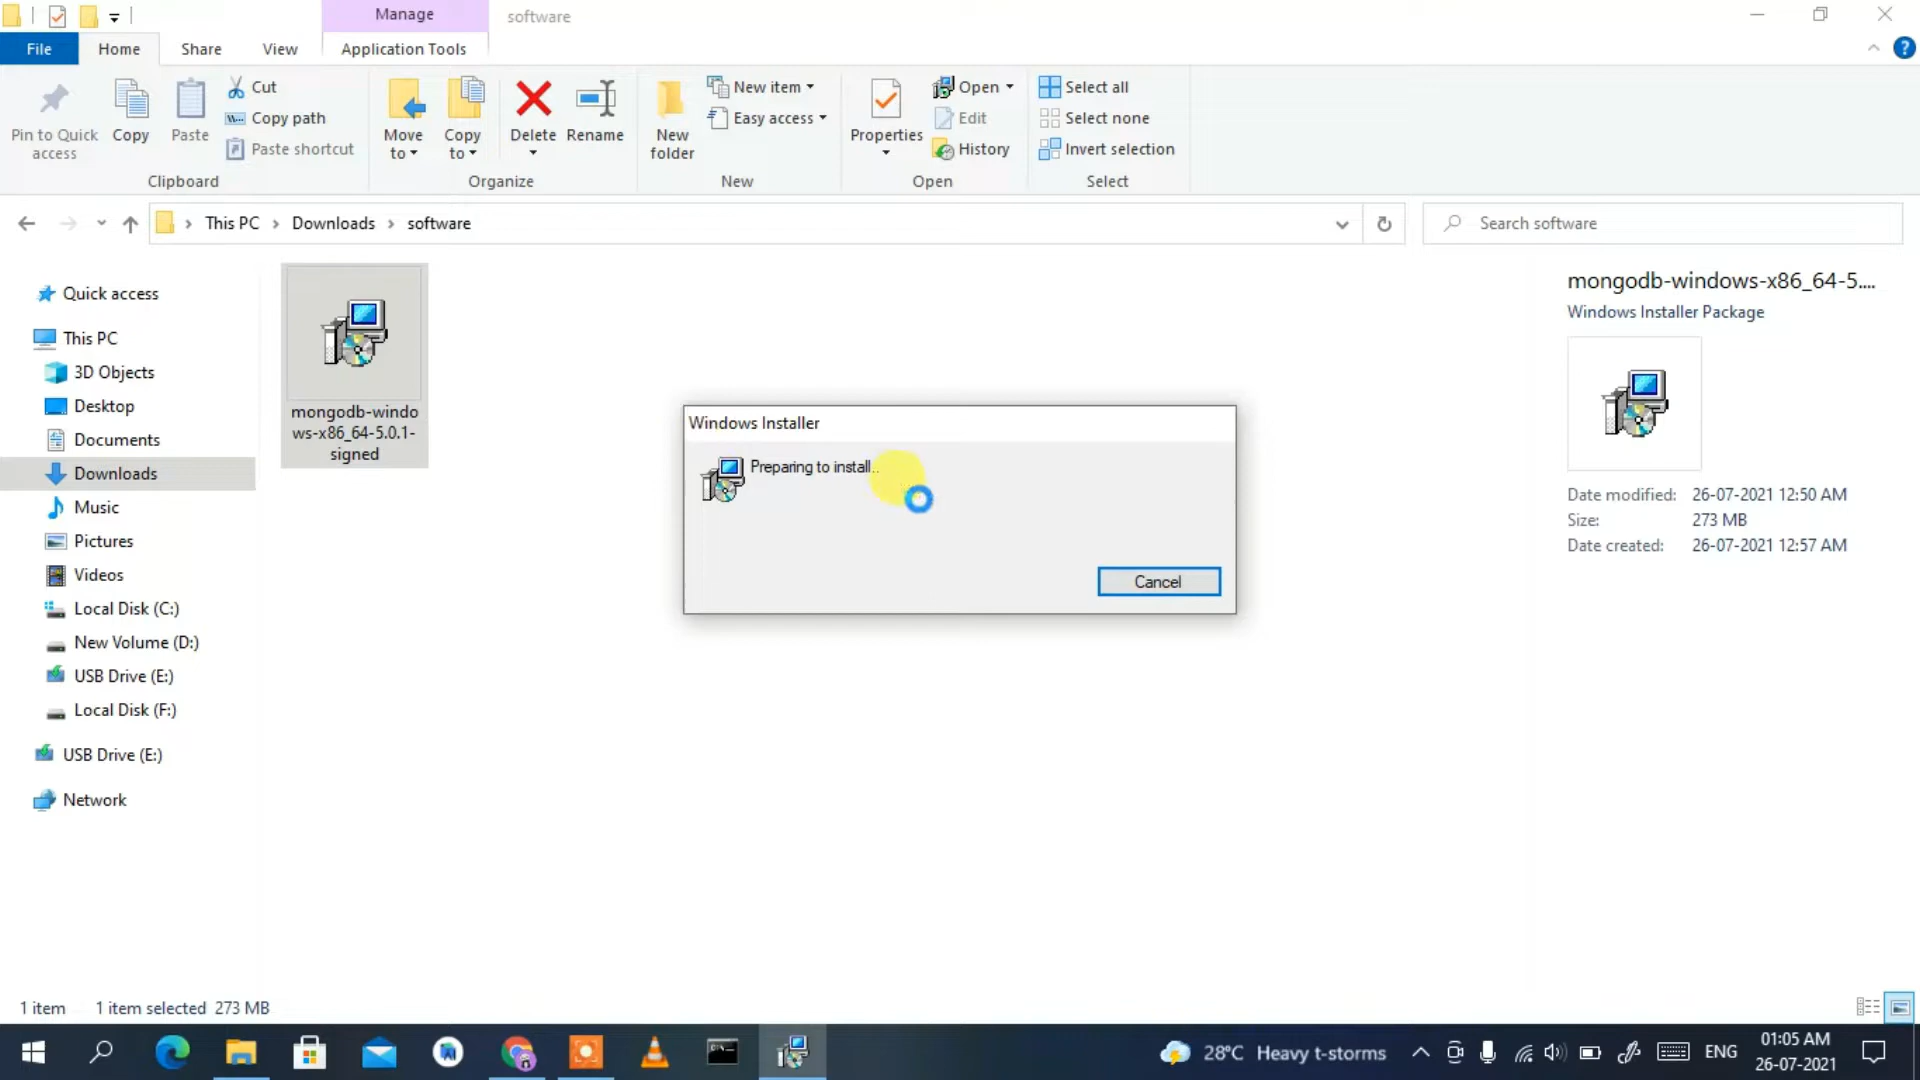 Manage
software
File
Home
Share
View
Application Tools
Pin to Quick
access
Copy
Paste
Cut
Copy path
Paste shortcut
Clipboard
Move
to
Copy
to
Delete
Rename
Organize
New
folder
New item
Easy access
New
Properties
Open
Edit
History
Open
Select all
Select none
Invert selection
Select
This PC
Downloads
software
Search software
Quick access
This PC
3D Objects
Desktop
Documents
Downloads
Music
Pictures
Videos
Local Disk (C:)
New Volume (D:)
USB Drive (E:)
Local Disk (F:)
USB Drive (E:)
Network
mongodb-windo
ws-x86_64-5.0.1-
signed
Windows Installer
Preparing to install...
Cancel
mongodb-windows-x86_64-5....
Windows Installer Package
Date modified: 26-07-2021 12:50 AM
Size: 273 MB
Date created: 26-07-2021 12:57 AM
1 item 1 item selected 273 MB
28°C Heavy t-storms
ENG
01:05 AM
26-07-2021